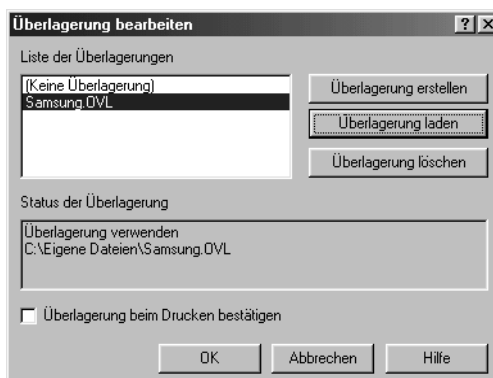 Überlagerung bearbeiten
Liste der Überlagerungen
(Keine Überlagerung)
Samsung.OVL
Überlagerung erstellen
Überlagerung laden
Überlagerung löschen
Status der Überlagerung
Überlagerung verwenden
C:\Eigene Dateien\Samsung.OVL
Überlagerung beim Drucken bestätigen
OK
Abbrechen
Hilfe